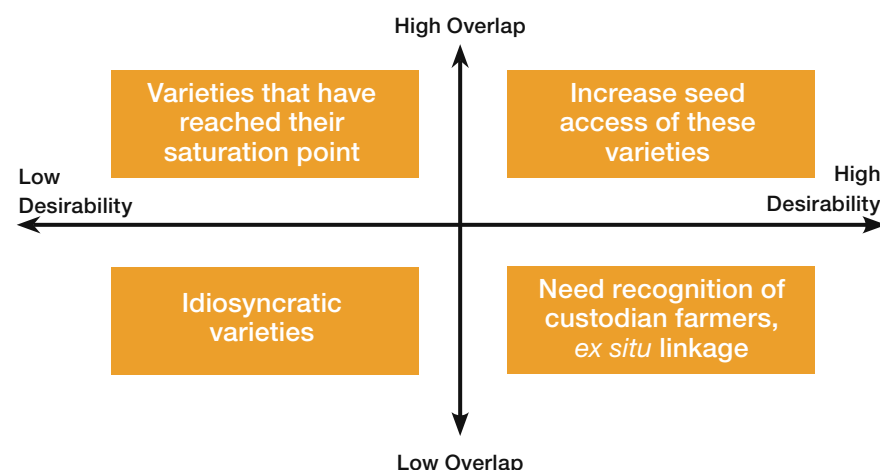 High Overlap
Varieties that have
reached their
saturation point
Increase seed
access of these
varieties
Low
Desirability
High
Desirability
Idiosyncratic
varieties
Need recognition of
custodian farmers,
ex situ linkage
Low Overlap